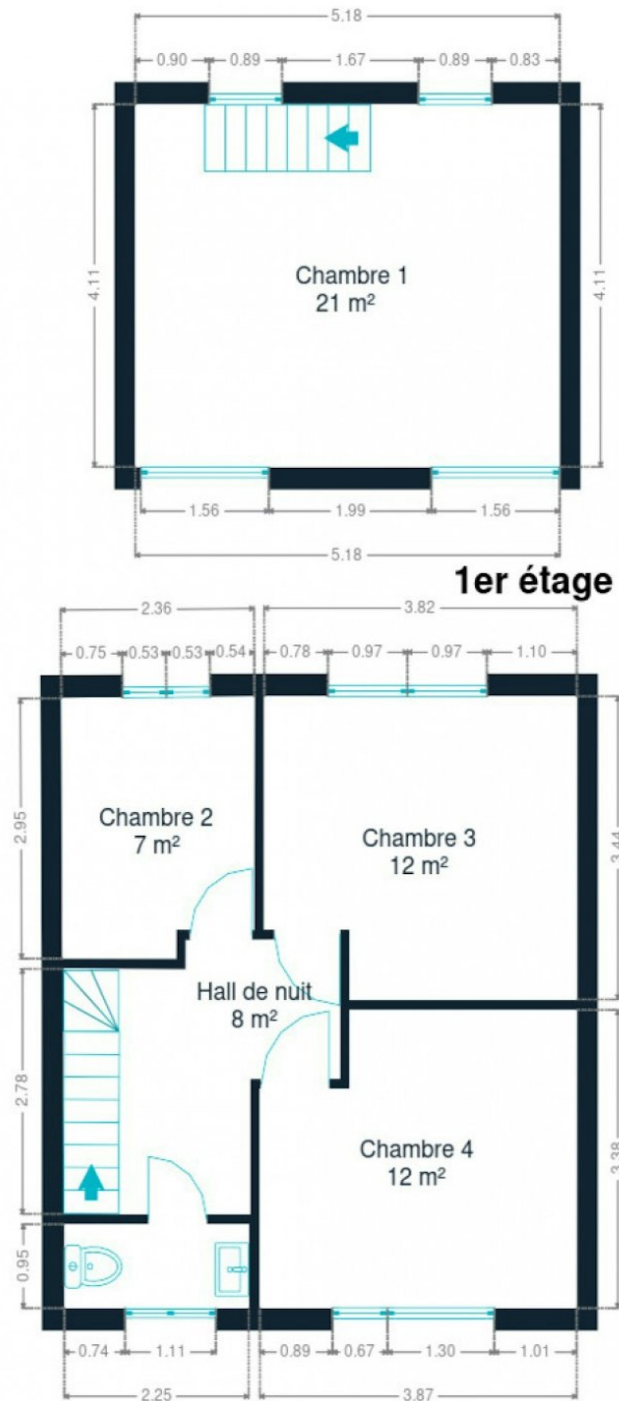 5.18
0.90 0.89 1.67 0.89 0.83
4.11 4.11
Chambre 1
21 m²
1.56 1.99 1.56
5.18
1er étage
2.36 3.82
0.75 0.53 0.53 0.54 0.78 0.97 0.97 1.10
2.95
Chambre 2
7 m²
Chambre 3
12 m²
3.44
Hall de nuit
8 m²
2.78
Chambre 4
12 m²
3.38
0.95
0.74 1.11 0.89 0.67 1.30 1.01
2.25 3.87